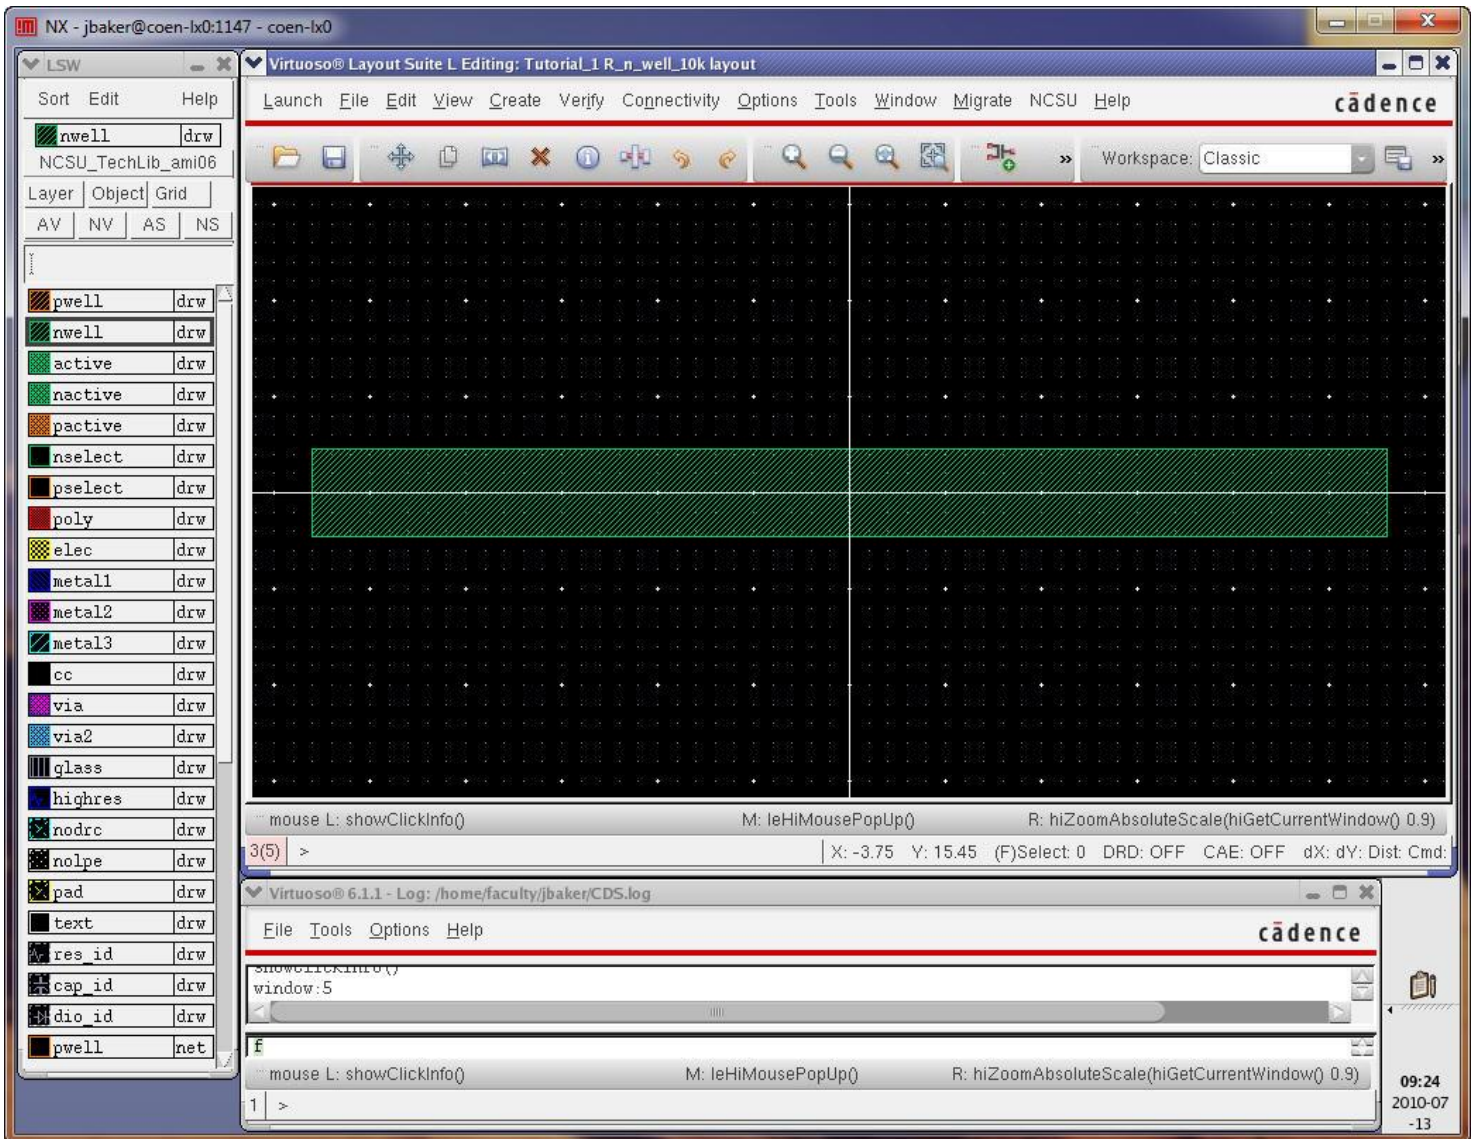 NX - jbaker@coen-lx0:1147 - coen-lx0
LSW
Sort Edit Help
nwell drw
NCSU_TechLib_ami06
Layer Object Grid
AV NV AS NS
pwell drw
nwell drw
active drw
nactive drw
pactive drw
nselect drw
pselect drw
poly drw
elec drw
metal1 drw
metal2 drw
metal3 drw
cc drw
via drw
via2 drw
glass drw
highres drw
nodrc drw
nolpe drw
pad drw
text drw
res_id drw
cap_id drw
dio_id drw
pwell net
Virtuoso® Layout Suite L Editing: Tutorial_1 R_n_well_10k layout
Launch File Edit View Create Verify Connectivity Options Tools Window Migrate NCSU Help
cādence
» Workspace: Classic »
mouse L: showClickInfo() M: leHiMousePopUp() R: hiZoomAbsoluteScale(hiGetCurrentWindow() 0.9)
3(5) > X: -3.75 Y: 15.45 (F)Select: 0 DRD: OFF CAE: OFF dX: dY: Dist: Cmd:
Virtuoso® 6.1.1 - Log: /home/faculty/jbaker/CDS.log
File Tools Options Help
cādence
showClickInfo()
window:5
f
mouse L: showClickInfo() M: leHiMousePopUp() R: hiZoomAbsoluteScale(hiGetCurrentWindow() 0.9)
1 >
09:24
2010-07
-13